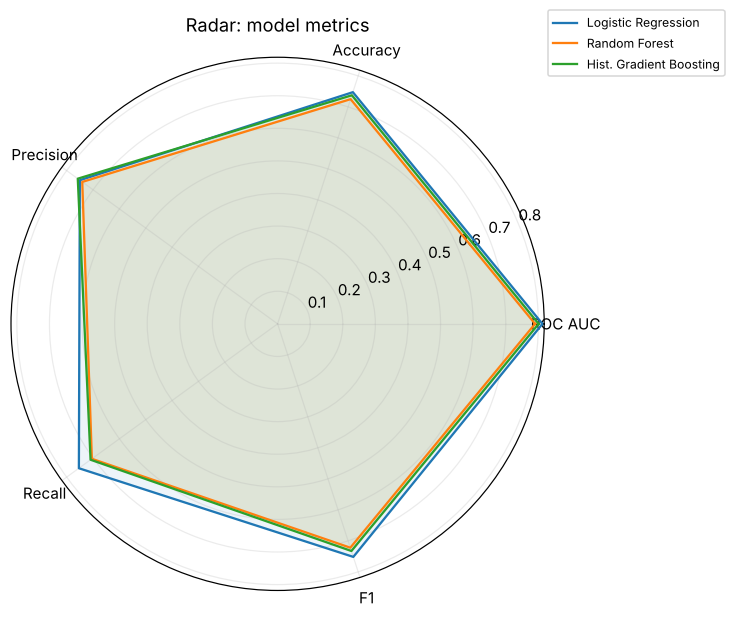 Radar: model metrics
Logistic Regression
Random Forest
Hist. Gradient Boosting
Accuracy
Precision
0.8
0.7
0.6
0.5
0.4
0.3
0.2
0.1
OC AUC
Recall
F1